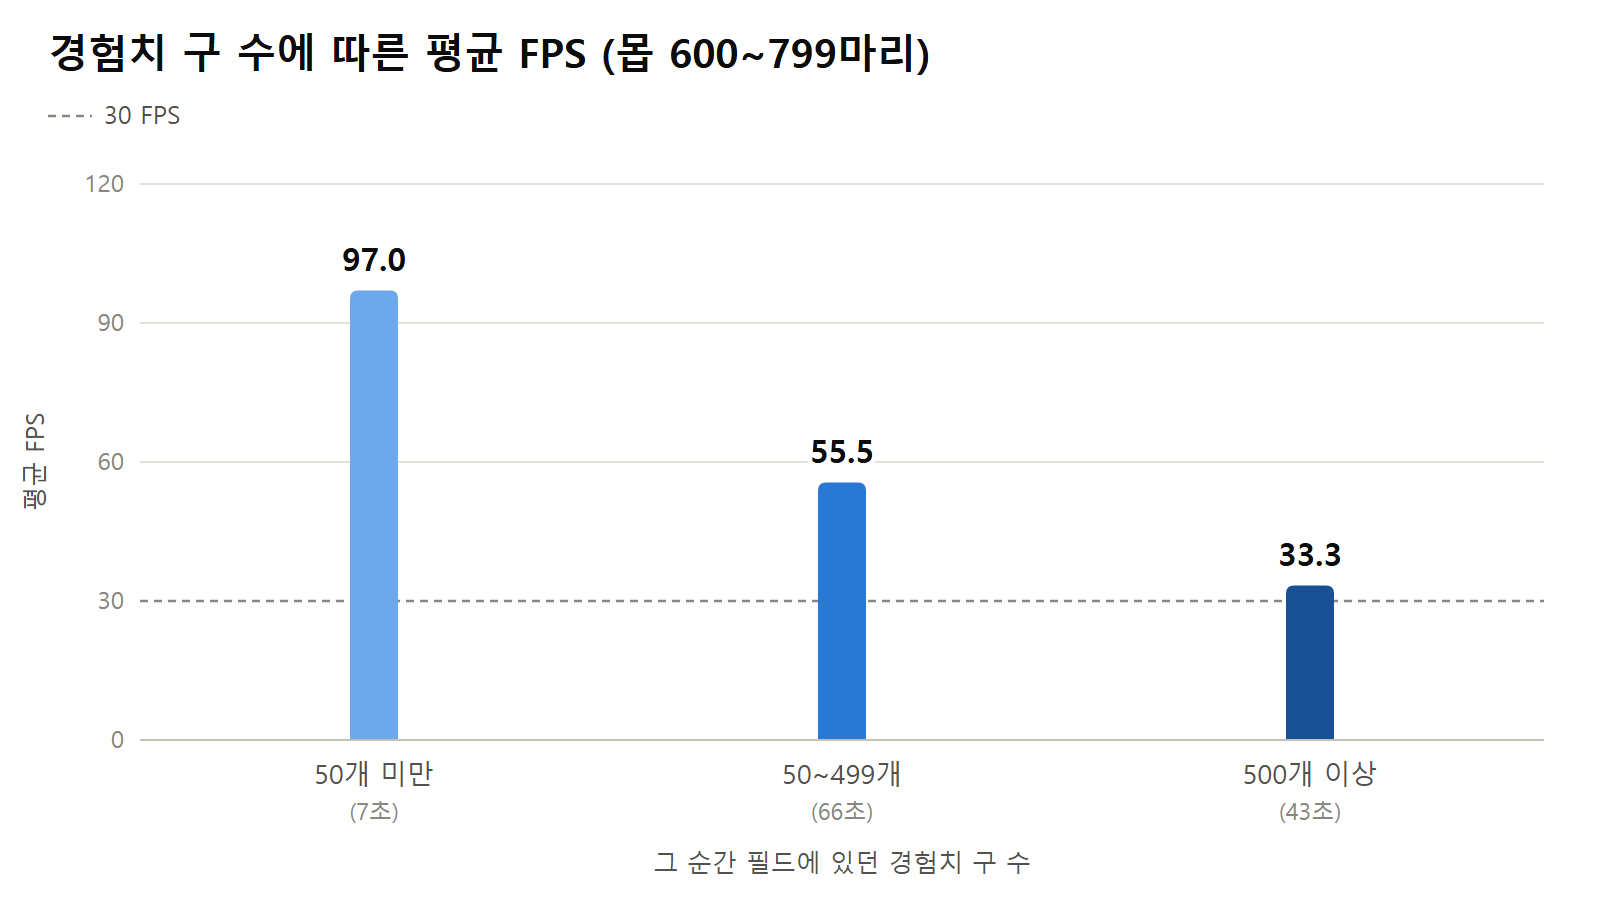 경험치 구 수에 따른 평균 FPS (몹 600~799마리)
30 FPS
120
90
60
30
0
평균 FPS
97.0
55.5
33.3
50개 미만
(7초)
50~499개
(66초)
500개 이상
(43초)
그 순간 필드에 있던 경험치 구 수